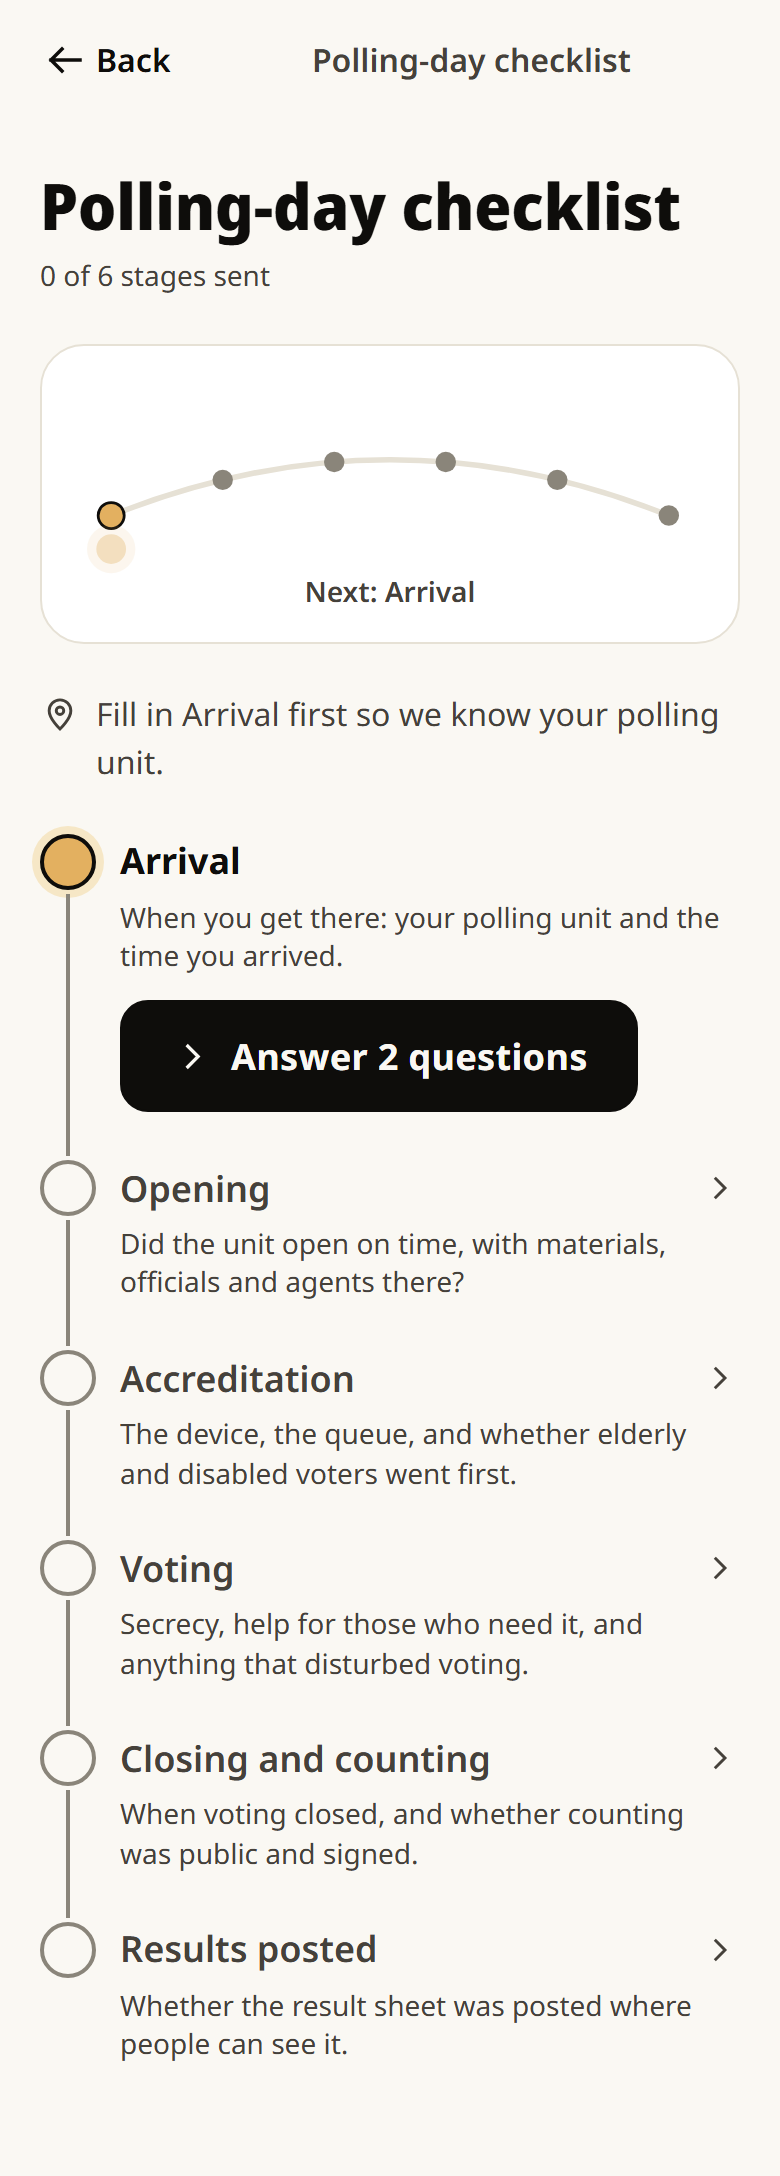 Back
Polling-day checklist
Polling-day checklist
0 of 6 stages sent
Next: Arrival
Fill in Arrival first so we know your polling
unit.
Arrival
When you get there: your polling unit and the
time you arrived.
Answer 2 questions
Opening
Did the unit open on time, with materials,
officials and agents there?
Accreditation
The device, the queue, and whether elderly
and disabled voters went first.
Voting
Secrecy, help for those who need it, and
anything that disturbed voting.
Closing and counting
When voting closed, and whether counting
was public and signed.
Results posted
Whether the result sheet was posted where
people can see it.